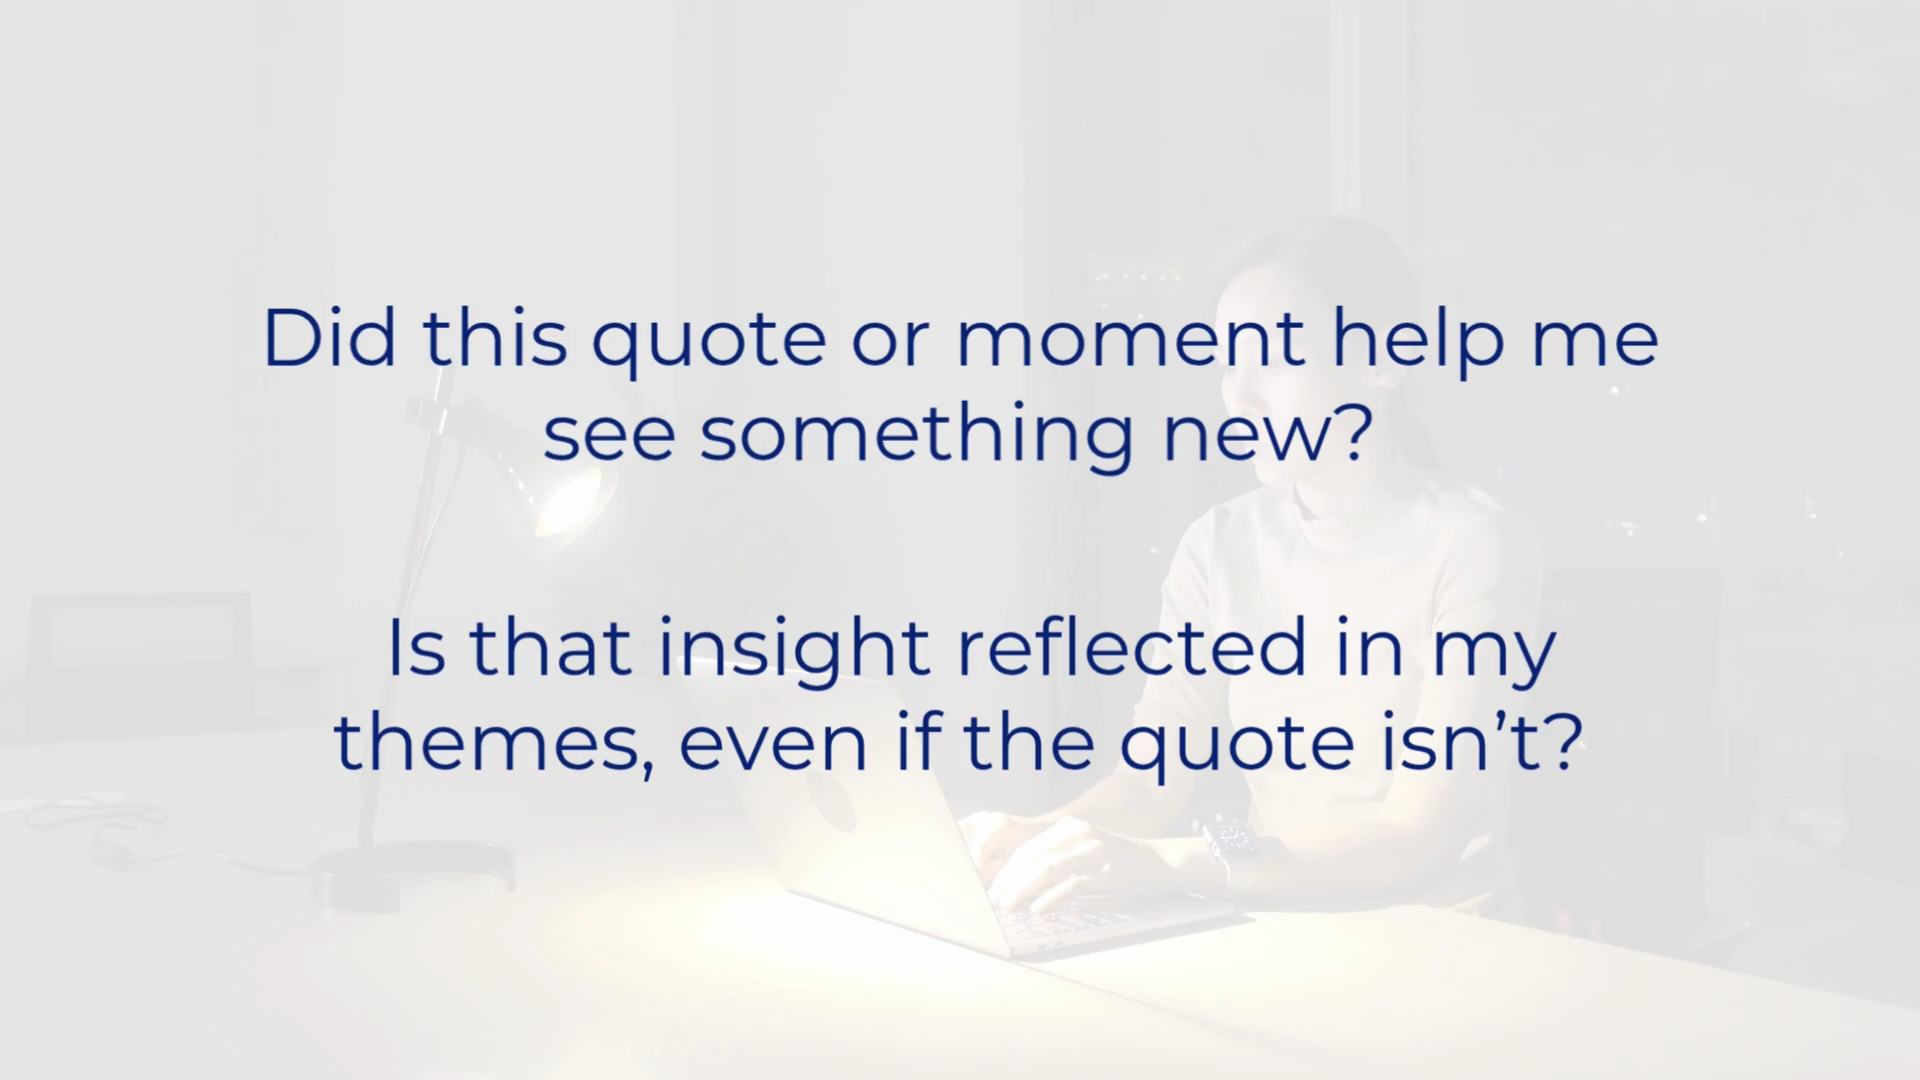 Did this quote or moment help me
see something new?
Is that insight reflected in my
themes, even if the quote isn’t?